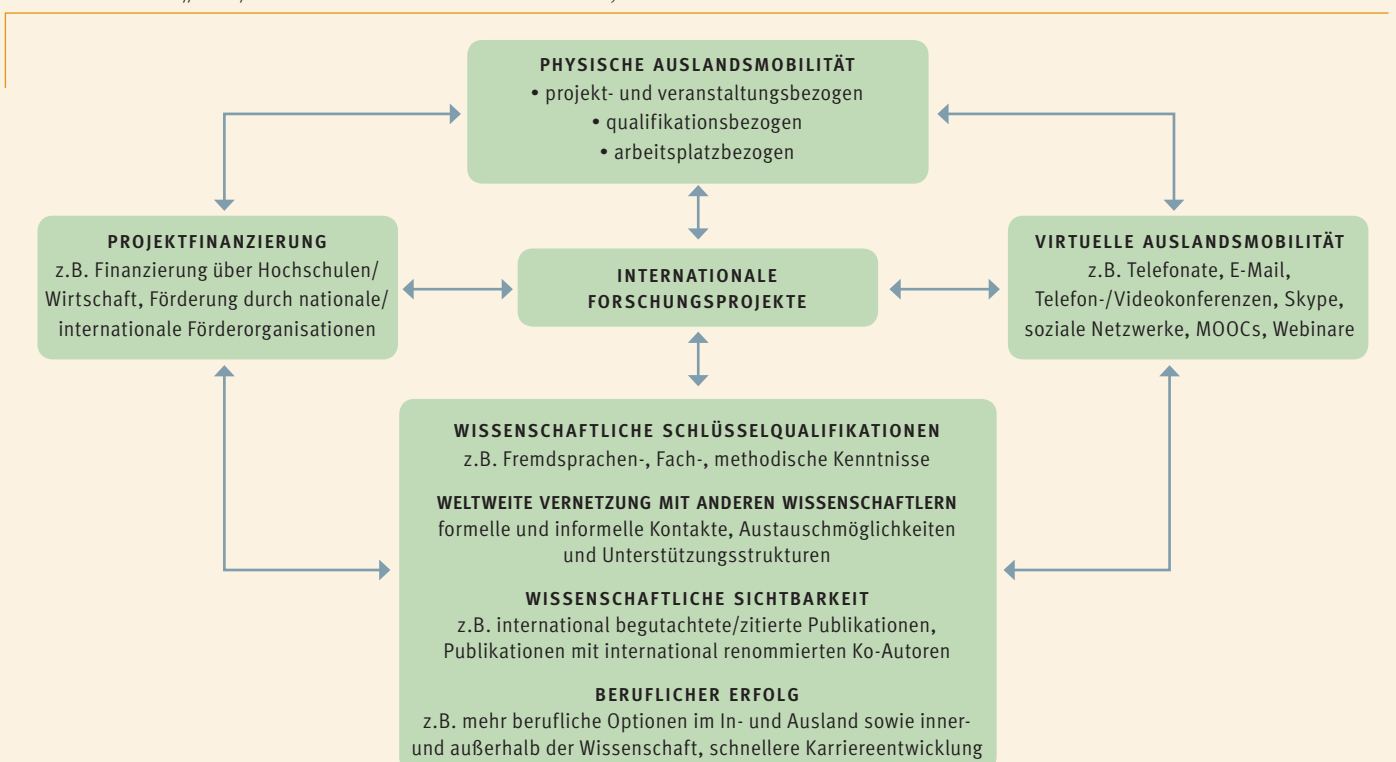 PHYSISCHE AUSLANDSMOBILITÄT
• projekt- und veranstaltungsbezogen
• qualifikationsbezogen
• arbeitsplatzbezogen
PROJEKTFINANZIERUNG
z.B. Finanzierung über Hochschulen/
Wirtschaft, Förderung durch nationale/
internationale Förderorganisationen
INTERNATIONALE
FORSCHUNGSPROJEKTE
VIRTUELLE AUSLANDSMOBILITÄT
z.B. Telefonate, E-Mail,
Telefon-/Videokonferenzen, Skype,
soziale Netzwerke, MOOCs, Webinare
WISSENSCHAFTLICHE SCHLÜSSELQUALIFIKATIONEN
z.B. Fremdsprachen-, Fach-, methodische Kenntnisse
WELTWEITE VERNETZUNG MIT ANDEREN WISSENSCHAFTLERN
formelle und informelle Kontakte, Austauschmöglichkeiten
und Unterstützungsstrukturen
WISSENSCHAFTLICHE SICHTBARKEIT
z.B. international begutachtete/zitierte Publikationen,
Publikationen mit international renommierten Ko-Autoren
BERUFLICHER ERFOLG
z.B. mehr berufliche Optionen im In- und Ausland sowie inner-
und außerhalb der Wissenschaft, schnellere Karriereentwicklung